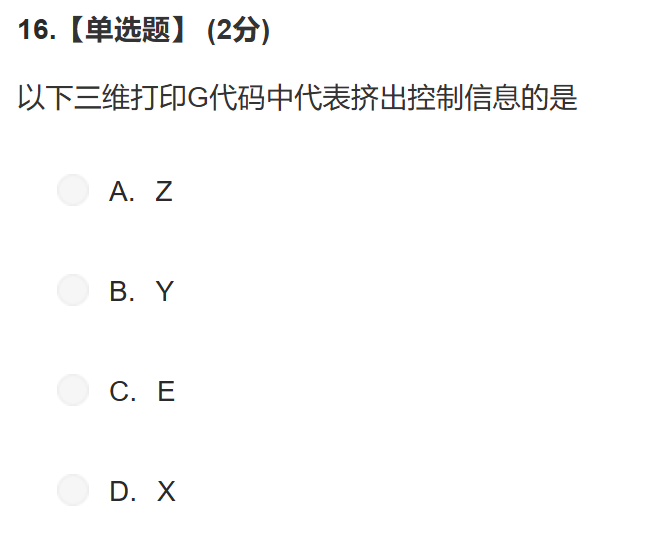 16.【单选题】 (2分)
以下三维打印G代码中代表挤出控制信息的是
A. Z
B. Y
C. E
D. X